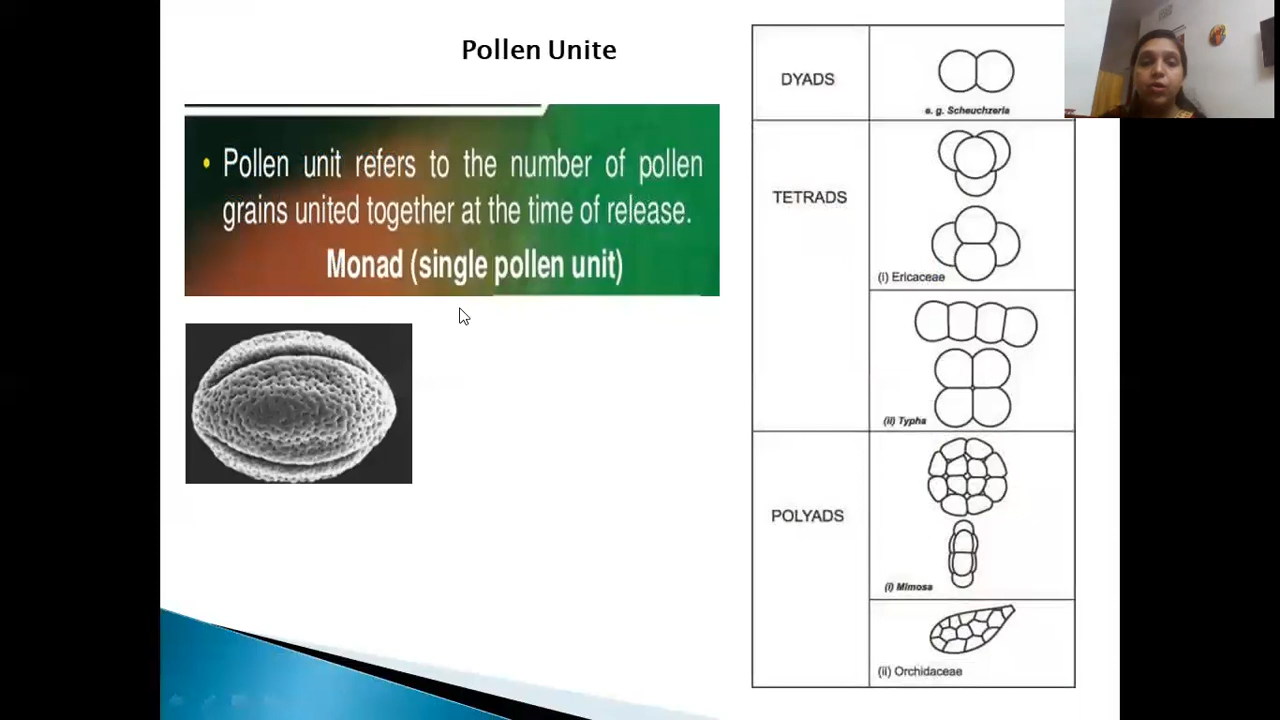 Pollen Unite
• Pollen unit refers to the number of pollen
grains united together at the time of release.
Monad (single pollen unit)
DYADS
e. g. Scheuchzeria
TETRADS
(i) Ericaceae
(ii) Typha
POLYADS
(i) Mimosa
(ii) Orchidaceae